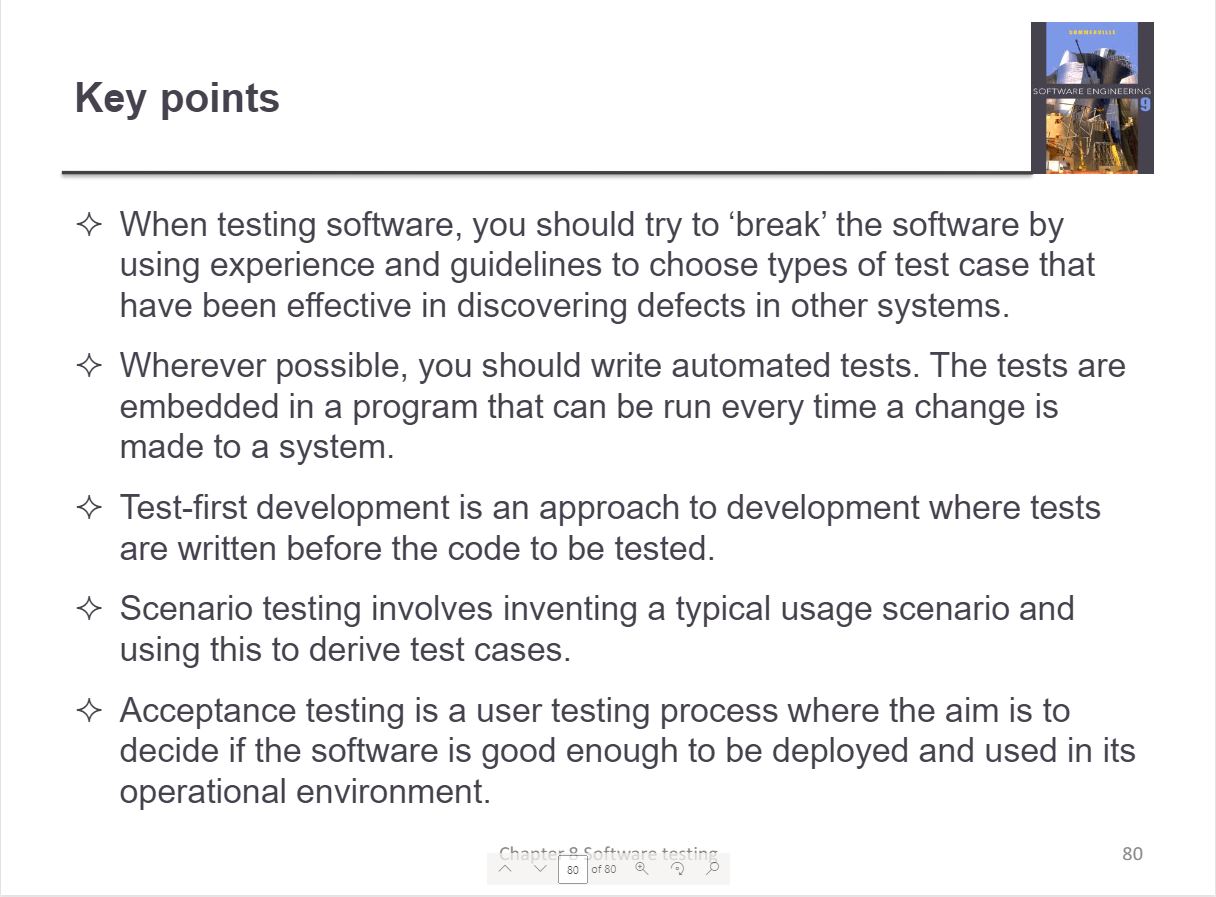 SOMMERVILLE
SOFTWARE ENGINEERING
9
Key points
When testing software, you should try to ‘break’ the software by
using experience and guidelines to choose types of test case that
have been effective in discovering defects in other systems.
Wherever possible, you should write automated tests. The tests are
embedded in a program that can be run every time a change is
made to a system.
Test-first development is an approach to development where tests
are written before the code to be tested.
Scenario testing involves inventing a typical usage scenario and
using this to derive test cases.
Acceptance testing is a user testing process where the aim is to
decide if the software is good enough to be deployed and used in its
operational environment.
Chapter 8 Software testing
80
80 of 80